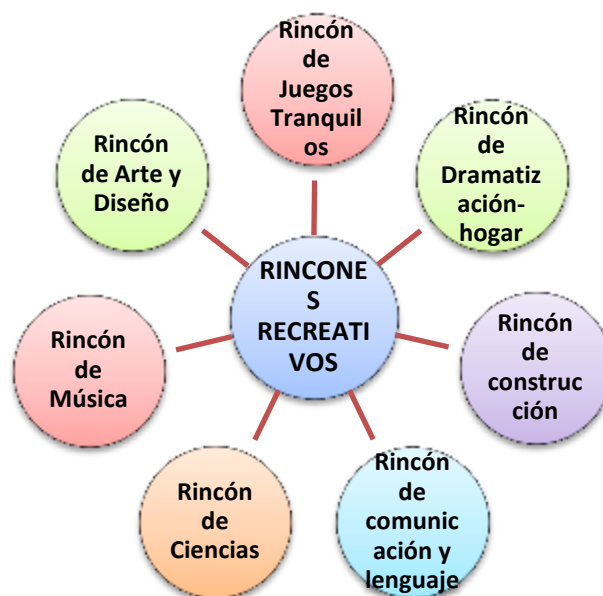 Rincón
de
Juegos
Tranquil
os
Rincón
de
Dramatiz
ación-
hogar
Rincón
de
construc
ción
Rincón
de
comunic
ación y
lenguaje
Rincón
de
Ciencias
Rincón
de
Música
Rincón
de Arte y
Diseño
RINCONE
S
RECREATI
VOS